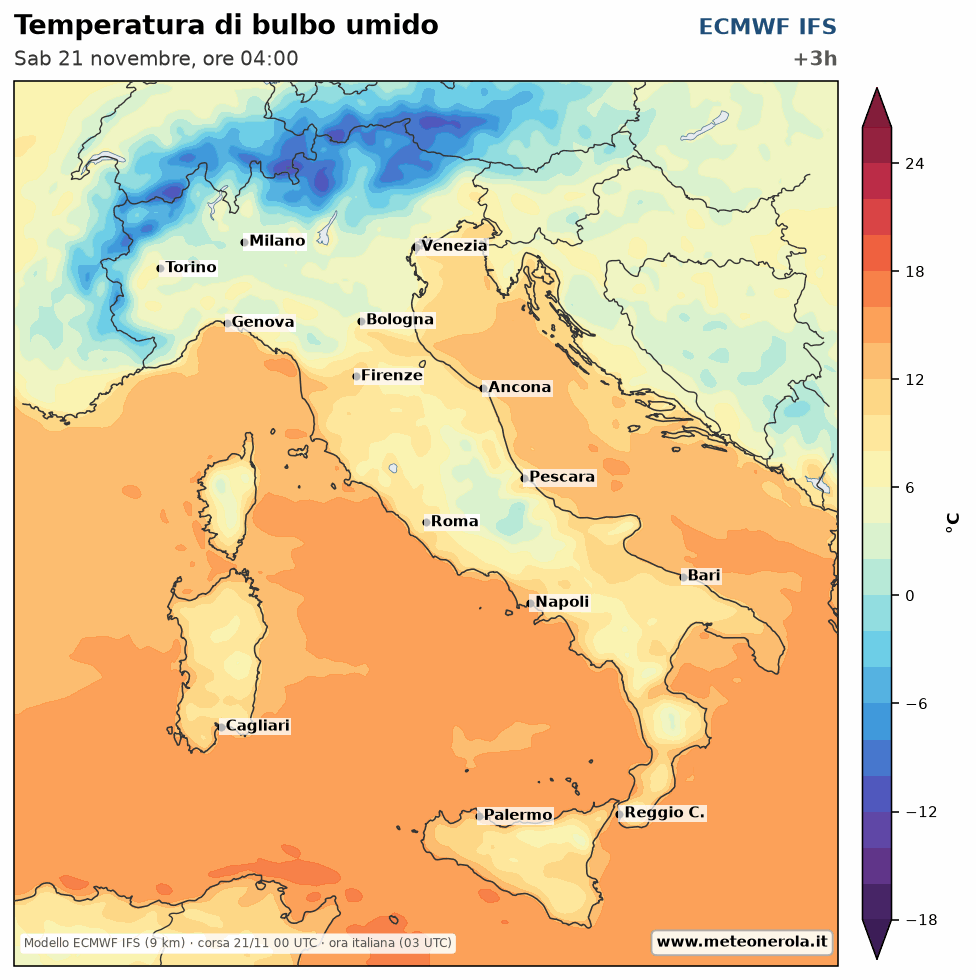 Temperatura di bulbo umido
ECMWF IFS
Sab 21 novembre, ore 04:00
+3h
Milano
Venezia
Torino
Genova
Bologna
Firenze
Ancona
Pescara
Roma
Bari
Napoli
Cagliari
Palermo
Reggio C.
24
18
12
6
0
−6
−12
−18
°C
Modello ECMWF IFS (9 km) · corsa 21/11 00 UTC · ora italiana (03 UTC)
www.meteonerola.it